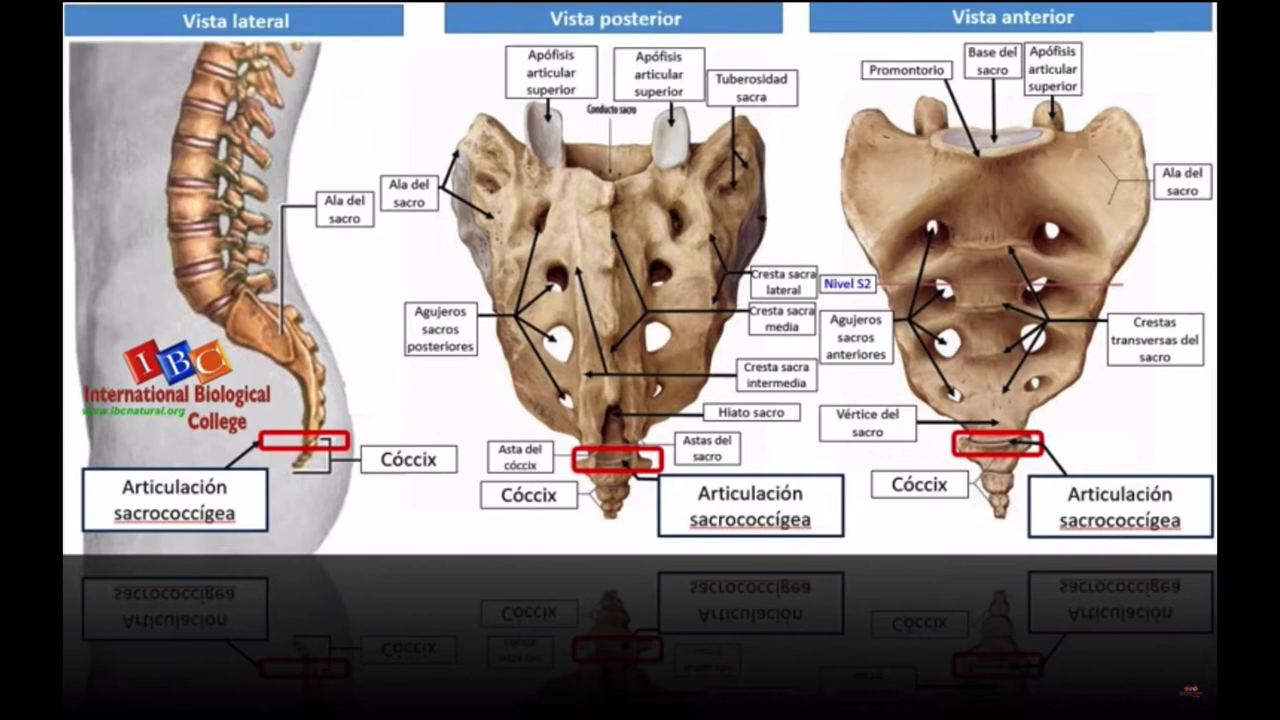 Vista lateral
Ala del
sacro
IBC
International Biological
www.ibcnatural.org
College
Cóccix
Articulación
sacrococcígea
Vista posterior
Apófisis
articular
superior
Apófisis
articular
superior
Tuberosidad
sacra
Conducto sacro
Ala del
sacro
Agujeros
sacros
posteriores
Cresta sacra
lateral
Cresta sacra
media
Cresta sacra
intermedia
Hiato sacro
Asta del
cóccix
Astas del
sacro
Cóccix
Articulación
sacrococcígea
Vista anterior
Promontorio
Base del
sacro
Apófisis
articular
superior
Ala del
sacro
Nivel S2
Agujeros
sacros
anteriores
Crestas
transversas del
sacro
Vértice del
sacro
Cóccix
Articulación
sacrococcígea